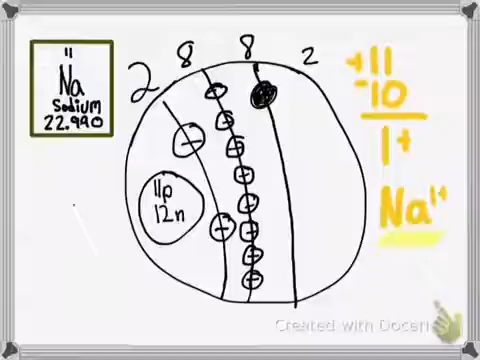 11
Na
Sodium
22.990
2 8 8 2
11p
12n
+11
-10
1+
Na1+
Created with Doceri